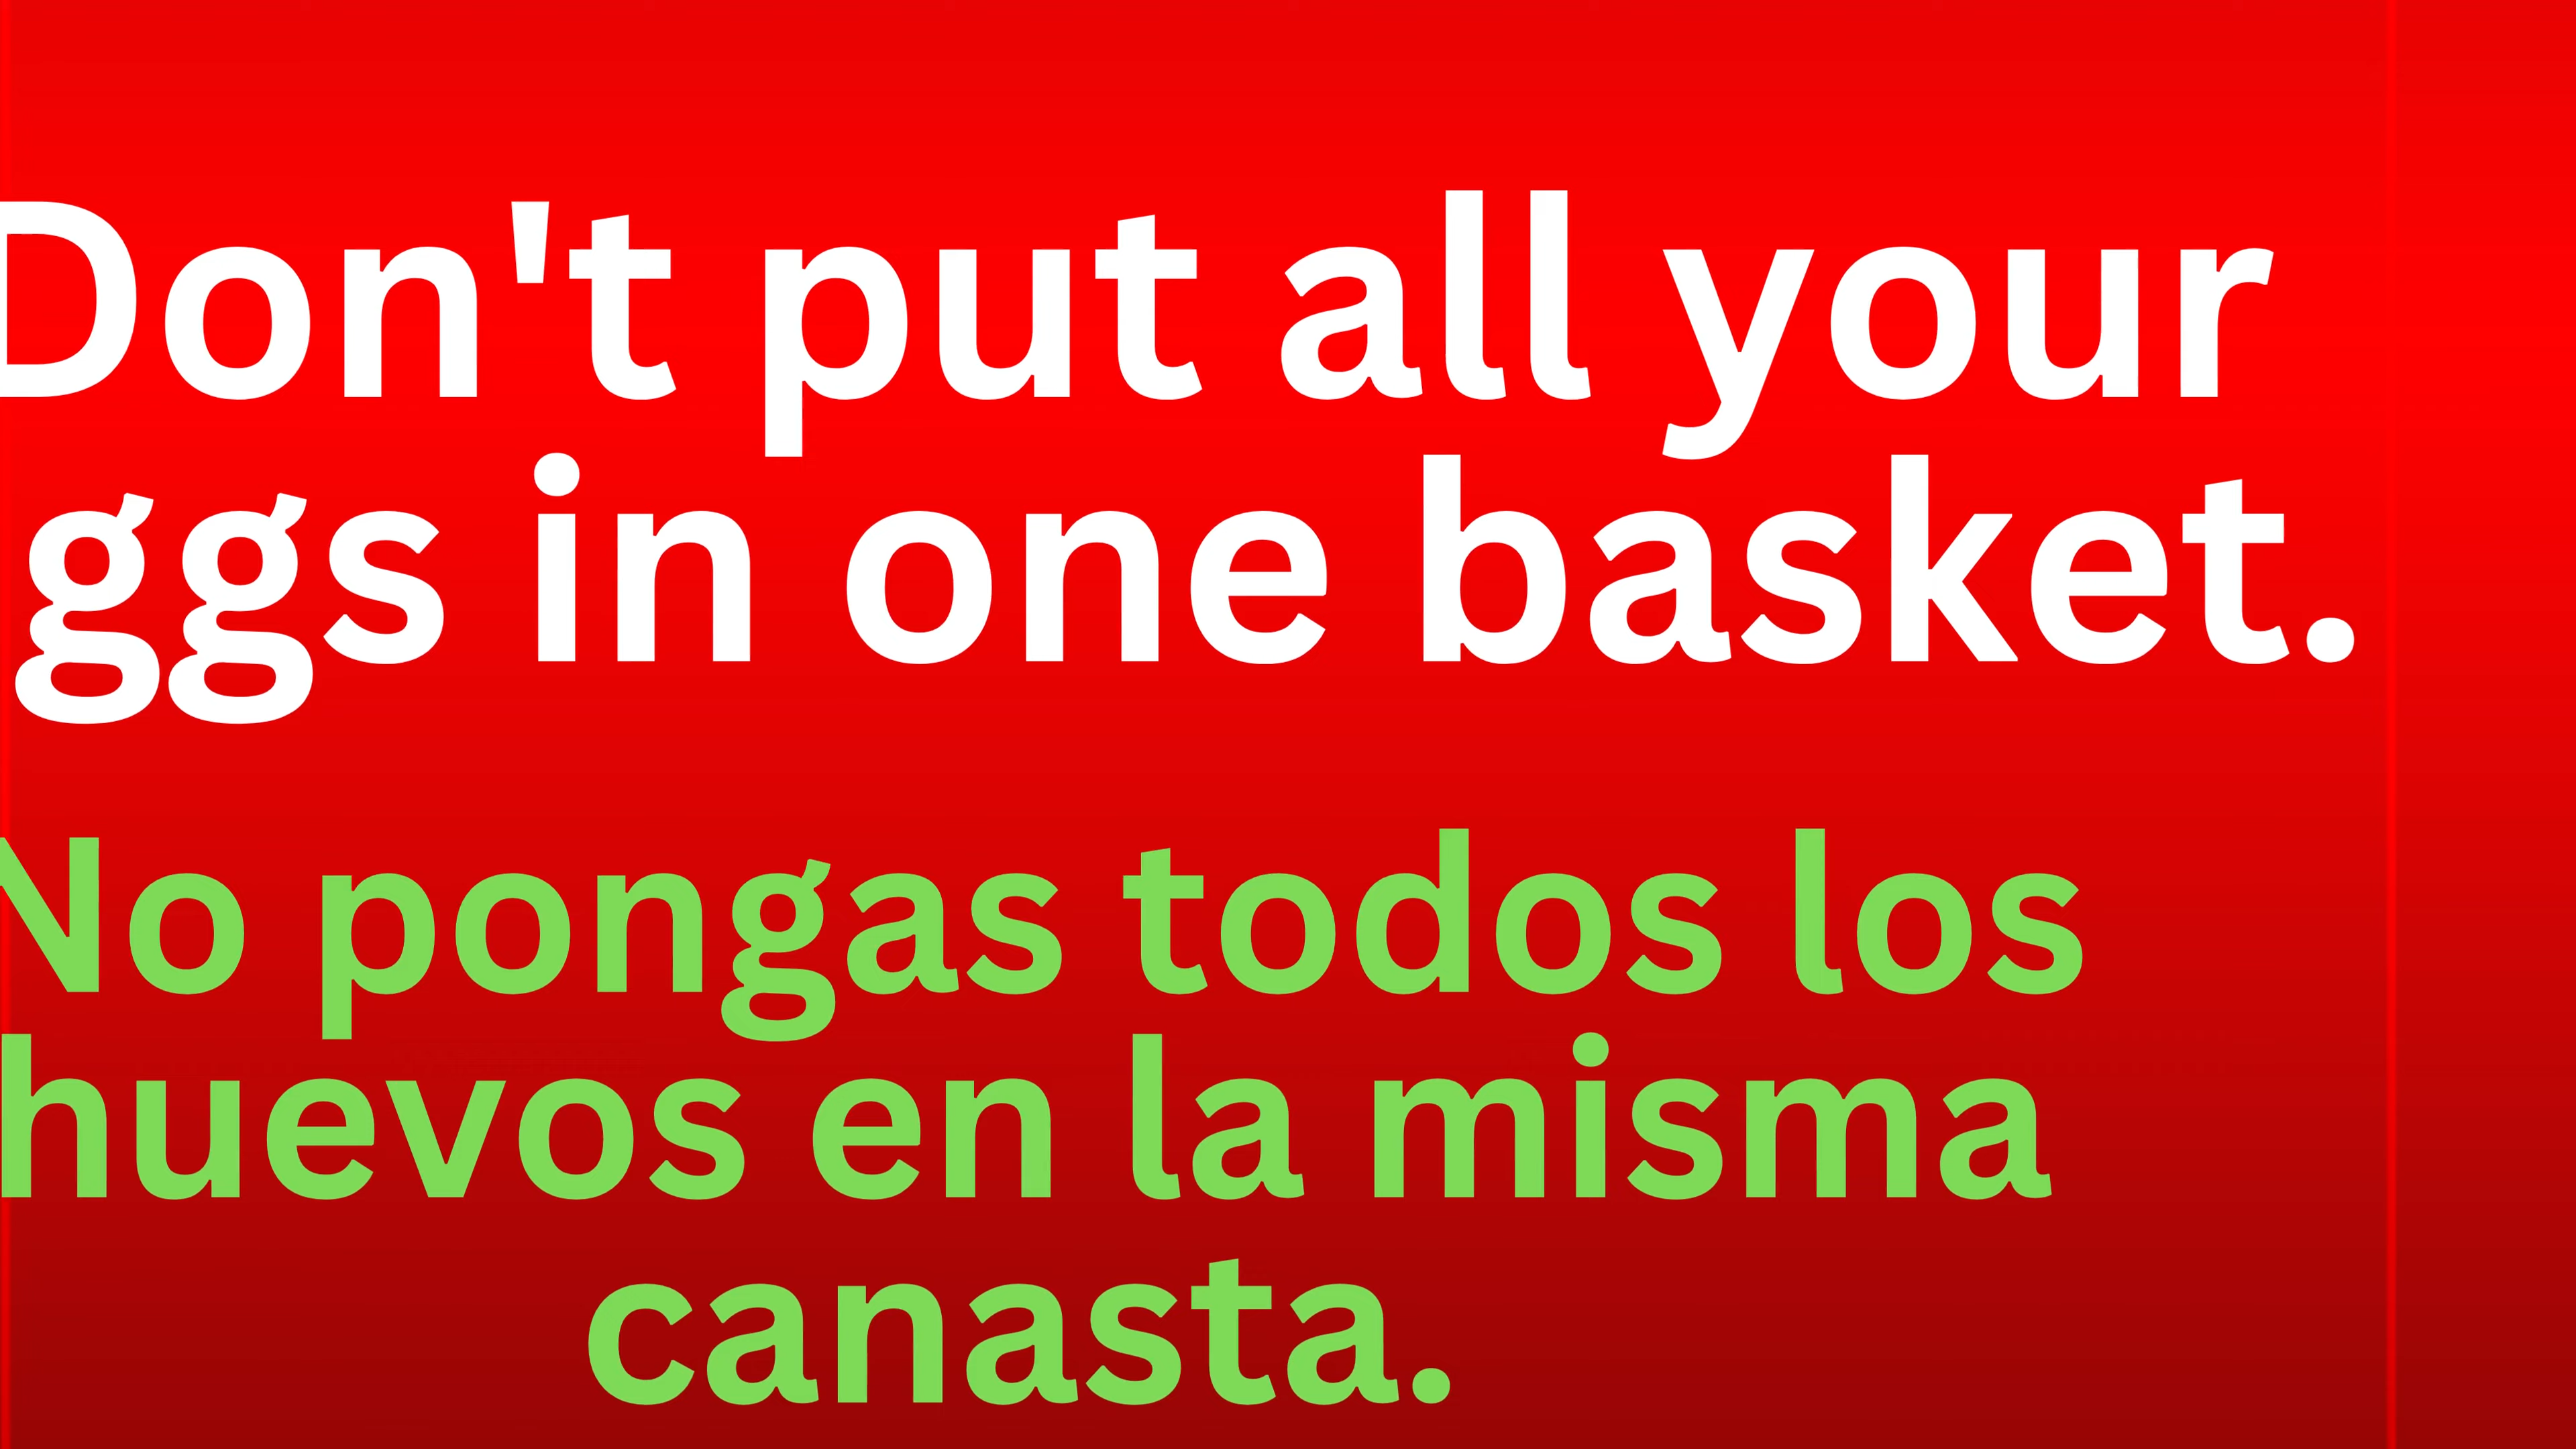 Don't put all your
ggs in one basket.
No pongas todos los
huevos en la misma
canasta.